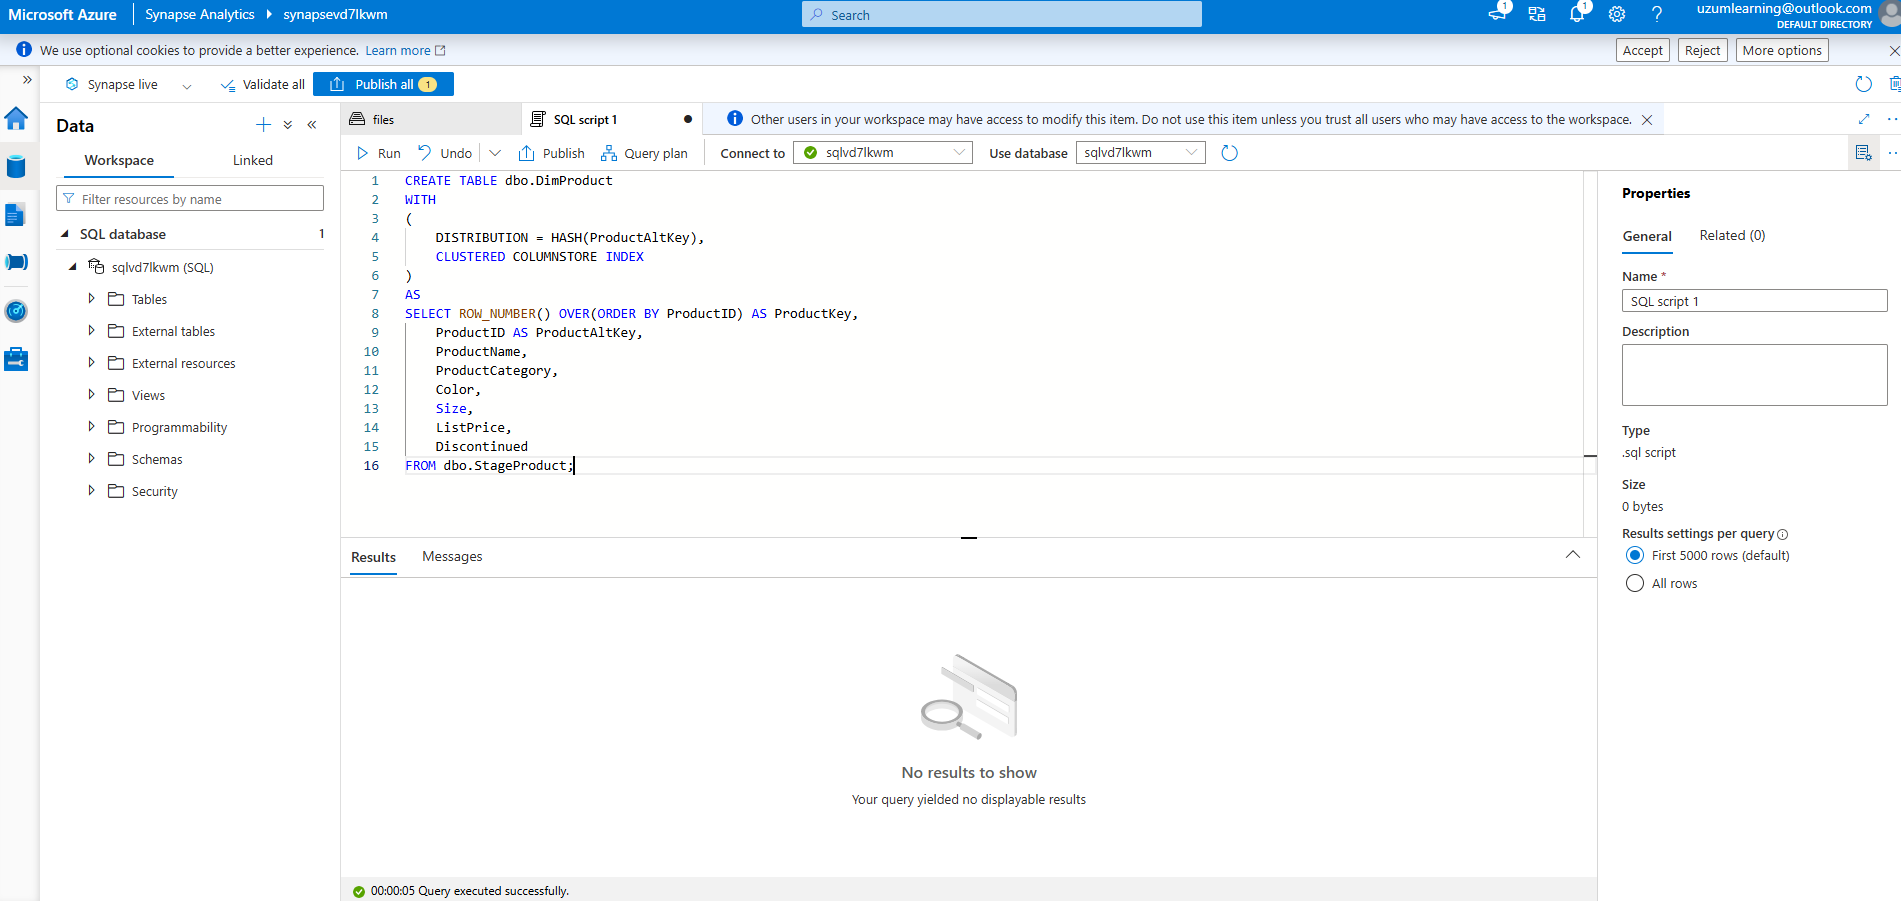 Microsoft Azure
Synapse Analytics
synapsevd7lkwm
Search
1
1
uzumlearning@outlook.com
DEFAULT DIRECTORY
We use optional cookies to provide a better experience. Learn more
Accept
Reject
More options
Synapse live
Validate all
Publish all 1
Data
Workspace
Linked
Filter resources by name
SQL database 1
sqlvd7lkwm (SQL)
Tables
External tables
External resources
Views
Programmability
Schemas
Security
files
SQL script 1
Other users in your workspace may have access to modify this item. Do not use this item unless you trust all users who may have access to the workspace.
Run
Undo
Publish
Query plan
Connect to
sqlvd7lkwm
Use database
sqlvd7lkwm
1 CREATE TABLE dbo.DimProduct
2 WITH
3 (
4 DISTRIBUTION = HASH(ProductAltKey),
5 CLUSTERED COLUMNSTORE INDEX
6 )
7 AS
8 SELECT ROW_NUMBER() OVER(ORDER BY ProductID) AS ProductKey,
9 ProductID AS ProductAltKey,
10 ProductName,
11 ProductCategory,
12 Color,
13 Size,
14 ListPrice,
15 Discontinued
16 FROM dbo.StageProduct;
Results
Messages
No results to show
Your query yielded no displayable results
00:00:05 Query executed successfully.
Properties
General
Related (0)
Name *
SQL script 1
Description
Type
.sql script
Size
0 bytes
Results settings per query
First 5000 rows (default)
All rows